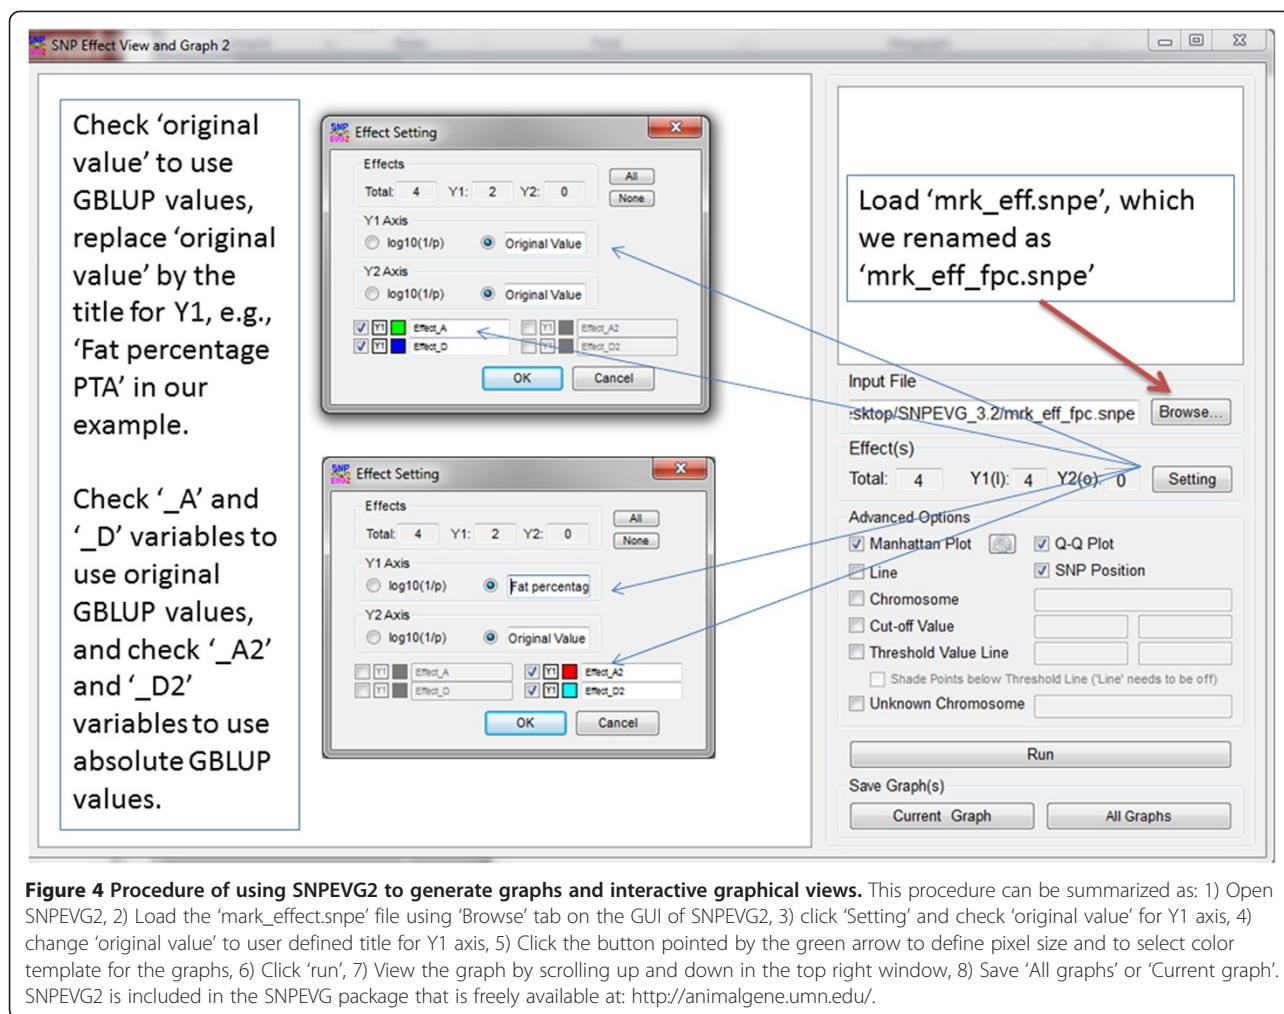 SNP Effect View and Graph 2
Check 'original
value' to use
GBLUP values,
replace 'original
value' by the
title for Y1, e.g.,
'Fat percentage
PTA' in our
example.
Check '_A' and
'_D' variables to
use original
GBLUP values,
and check '_A2'
and '_D2'
variables to use
absolute GBLUP
values.
SNP
EVG2
Effect Setting
Effects
Total: 4 Y1: 2 Y2: 0
All
None
Y1 Axis
log10(1/p) Original Value
Y2 Axis
log10(1/p) Original Value
Y1 Effect_A Y1 Effect_A2
Y1 Effect_D Y1 Effect_D2
OK Cancel
SNP
EVG2
Effect Setting
Effects
Total: 4 Y1: 2 Y2: 0
All
None
Y1 Axis
log10(1/p) Fat percentag
Y2 Axis
log10(1/p) Original Value
Y1 Effect_A Y1 Effect_A2
Y1 Effect_D Y1 Effect_D2
OK Cancel
Load 'mrk_eff.snpe', which
we renamed as
'mrk_eff_fpc.snpe'
Input File
sktop/SNPEVG_3.2/mrk_eff_fpc.snpe Browse...
Effect(s)
Total: 4 Y1(l): 4 Y2(o): 0 Setting
Advanced Options
Manhattan Plot Q-Q Plot
Line SNP Position
Chromosome
Cut-off Value
Threshold Value Line
Shade Points below Threshold Line ('Line' needs to be off)
Unknown Chromosome
Run
Save Graph(s)
Current Graph All Graphs
Figure 4 Procedure of using SNPEVG2 to generate graphs and interactive graphical views. This procedure can be summarized as: 1) Open
SNPEVG2, 2) Load the 'mark_effect.snpe' file using 'Browse' tab on the GUI of SNPEVG2, 3) click 'Setting' and check 'original value' for Y1 axis, 4)
change 'original value' to user defined title for Y1 axis, 5) Click the button pointed by the green arrow to define pixel size and to select color
template for the graphs, 6) Click 'run', 7) View the graph by scrolling up and down in the top right window, 8) Save 'All graphs' or 'Current graph'.
SNPEVG2 is included in the SNPEVG package that is freely available at: http://animalgene.umn.edu/.